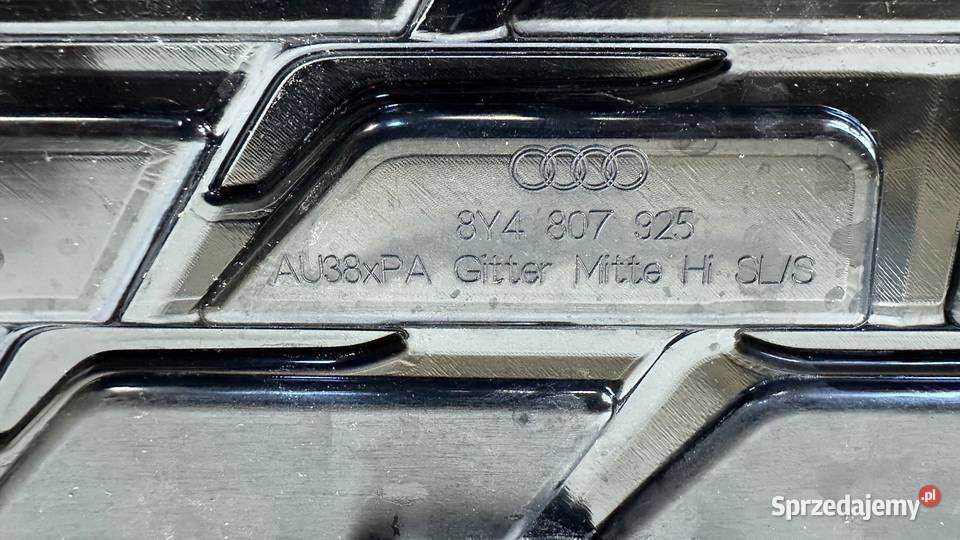 8Y4 807 925
AU38xPA Gitter Mitte Hi SL/S
Sprzedajemy.pl